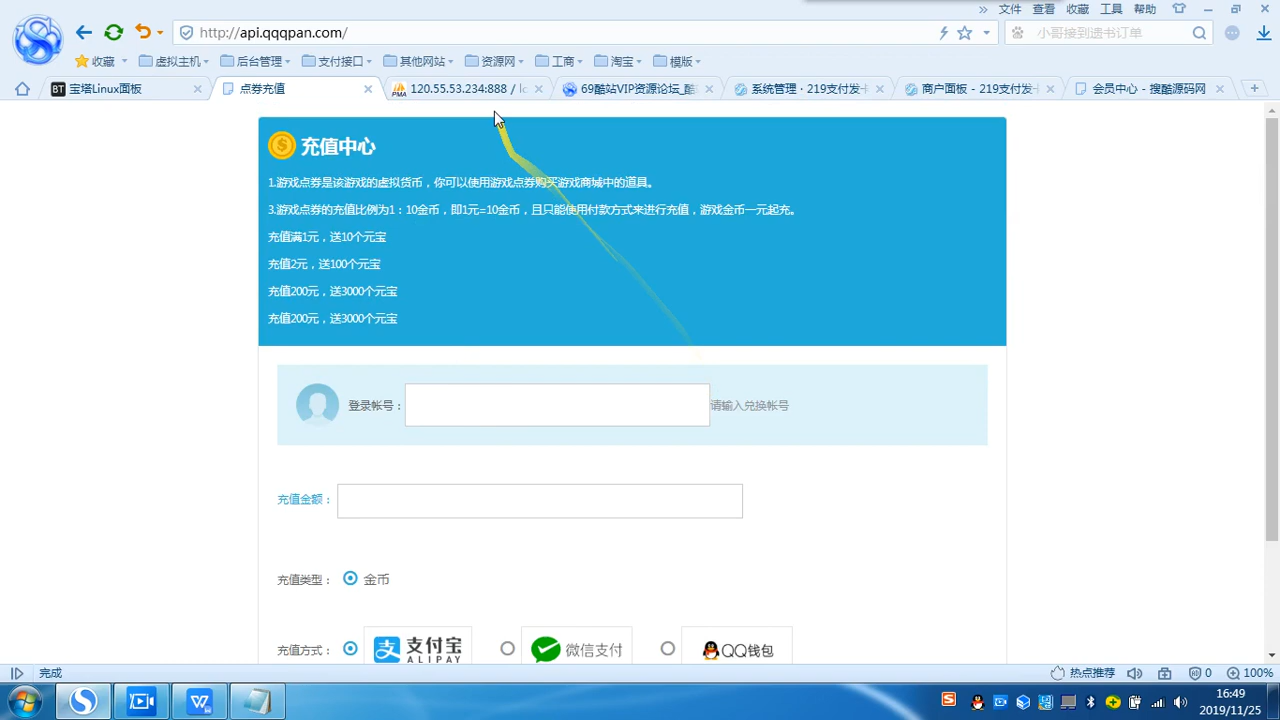 » 文件 查看 收藏 工具 帮助
http://api.qqqpan.com/
小哥接到遗书订单
收藏 虚拟主机 后台管理 支付接口 其他网站 资源网 工商 淘宝 模版
BT 宝塔Linux面板 点券充值 PMA 120.55.53.234:888 / lc 69酷站VIP资源论坛_酷 系统管理 · 219支付发卡 商户面板 - 219支付发卡 会员中心 - 搜酷源码网
充值中心
1.游戏点券是该游戏的虚拟货币，你可以使用游戏点券购买游戏商城中的道具。
3.游戏点券的充值比例为1：10金币，即1元=10金币，且只能使用付款方式来进行充值，游戏金币一元起充。
充值满1元，送10个元宝
充值2元，送100个元宝
充值200元，送3000个元宝
充值200元，送3000个元宝
登录帐号： 请输入兑换帐号
充值金额：
充值类型： 金币
充值方式： 支 支付宝 ALIPAY 微信支付 QQ钱包
完成 热点推荐 0 100%
16:49
2019/11/25